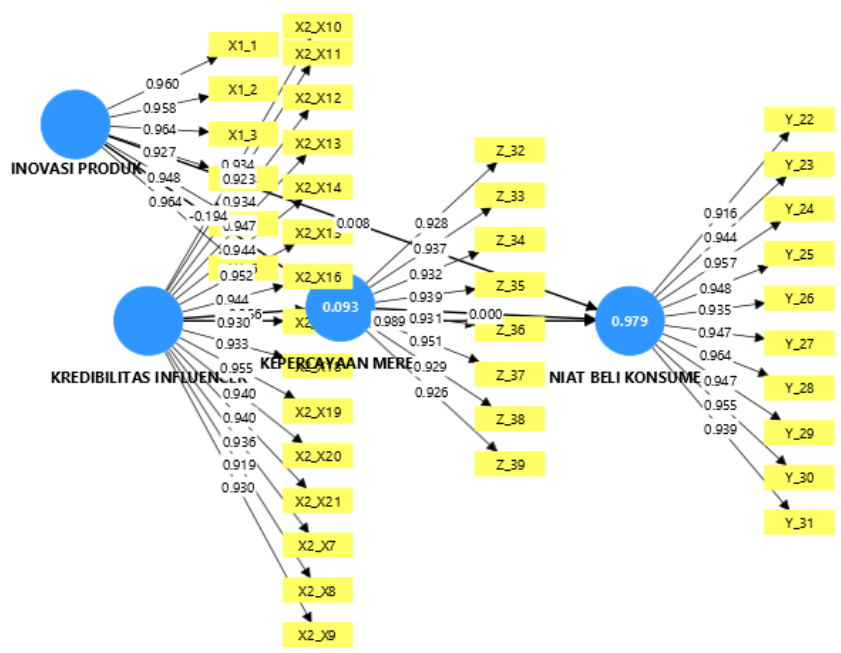 X2_X10
X1_1
X2_X11
0.960
X1_2
X2_X12
0.958
Y_22
0.964
X1_3
X2_X13
0.927
Z_32
INOVASI PRODUK
0.934
Y_23
0.948
0.923
X2_X14
Z_33
0.964
0.934
Y_24
-0.194
0.916
0.947
0.008
0.928
0.944
Z_34
0.944
0.937
0.957
Y_25
0.952
X2_X16
0.932
Z_35
0.948
0.944
0.939
0.935
Y_26
0.093
0.930
0.989
0.931
0.000
0.979
Z_36
0.947
Y_27
0.933
0.951
0.964
KEPERCAYAAN MERE
0.955
0.929
Z_37
KREDIBILITAS INFLUENCER
NIAT BELI KONSUME
0.947
Y_28
0.940
0.926
0.955
X2_X19
0.940
Z_38
0.939
Y_29
0.936
X2_X20
0.919
Z_39
Y_30
0.930
X2_X21
Y_31
X2_X7
X2_X8
X2_X9